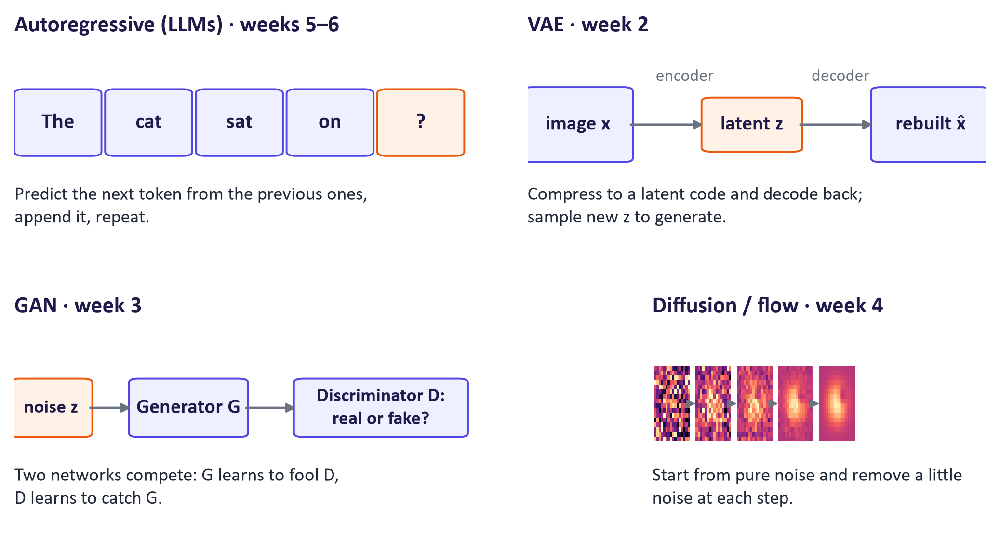 Autoregressive (LLMs) · weeks 5–6
The
cat
sat
on
?
Predict the next token from the previous ones,
append it, repeat.
VAE · week 2
encoder
decoder
image x
latent z
rebuilt x̂
Compress to a latent code and decode back;
sample new z to generate.
GAN · week 3
noise z
Generator G
Discriminator D:
real or fake?
Two networks compete: G learns to fool D,
D learns to catch G.
Diffusion / flow · week 4
Start from pure noise and remove a little
noise at each step.